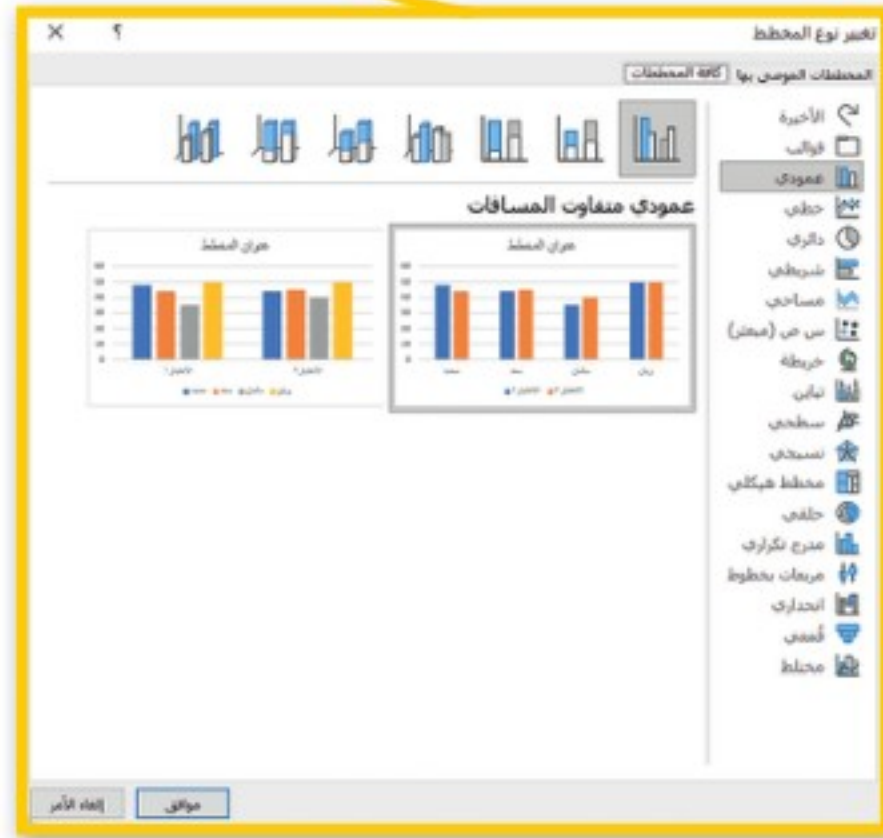 تغيير نوع المخطط
؟ ×
المخططات الموصى بها كافة المخططات
الأخيرة
قوالب
عمودي
خطي
دائري
شريطي
مساحي
س ص (مبعثر)
خريطة
تباين
سطحي
نسيجي
مخطط هيكلي
حلقي
مدرج تكراري
مربعات بخطوط
انحداري
قُمعي
مختلط
عمودي متفاوت المسافات
عنوان المخطط
عنوان المخطط
موافق
إلغاء الأمر